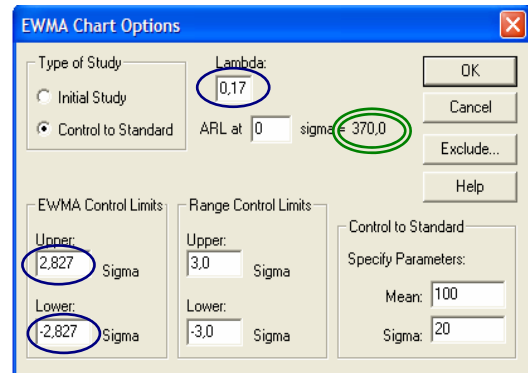 EWMA Chart Options
Type of Study
Initial Study
Control to Standard
Lambda:
0,17
ARL at 0 sigma = 370,0
OK
Cancel
Exclude...
Help
EWMA Control Limits
Upper:
2,827 Sigma
Lower:
-2,827 Sigma
Range Control Limits
Upper:
3,0 Sigma
Lower:
-3,0 Sigma
Control to Standard
Specify Parameters:
Mean: 100
Sigma: 20